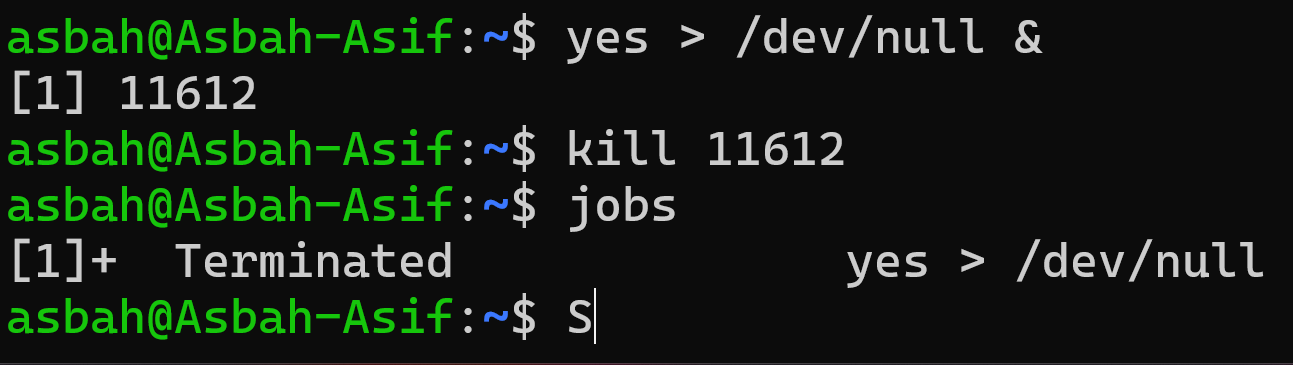 asbah@Asbah-Asif:~$ yes > /dev/null &
[1] 11612
asbah@Asbah-Asif:~$ kill 11612
asbah@Asbah-Asif:~$ jobs
[1]+  Terminated              yes > /dev/null
asbah@Asbah-Asif:~$ S